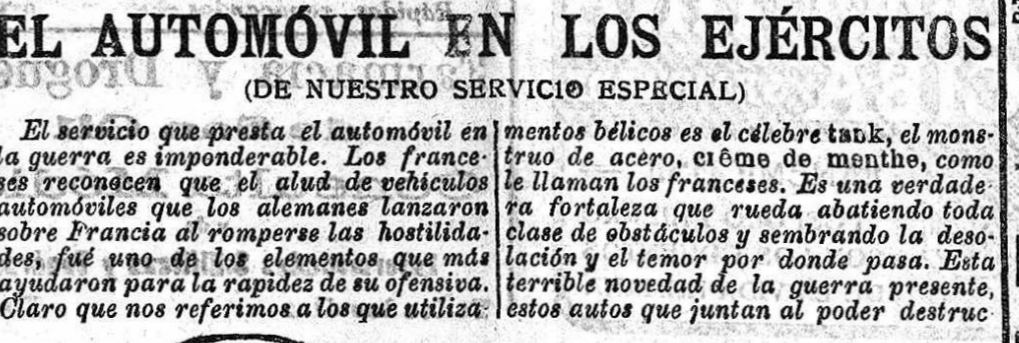 EL AUTOMÓVIL EN LOS EJÉRCITOS
(DE NUESTRO SERVICIO ESPECIAL)
El servicio que presta el automóvil en
la guerra es imponderable. Los france-
ses reconocen que el alud de vehículos
automóviles que los alemanes lanzaron
sobre Francia al romperse las hostilida-
des, fué uno de los elementos que más
ayudaron para la rapidez de su ofensiva.
Claro que nos referimos a los que utiliza-
mentos bélicos es el célebre tank, el mons-
truo de acero, crême de menthe, como
le llaman los franceses. Es una verdade-
ra fortaleza que rueda abatiendo toda
clase de obstáculos y sembrando la deso-
lación y el temor por donde pasa. Esta
terrible novedad de la guerra presente,
estos autos que juntan al poder destruc-